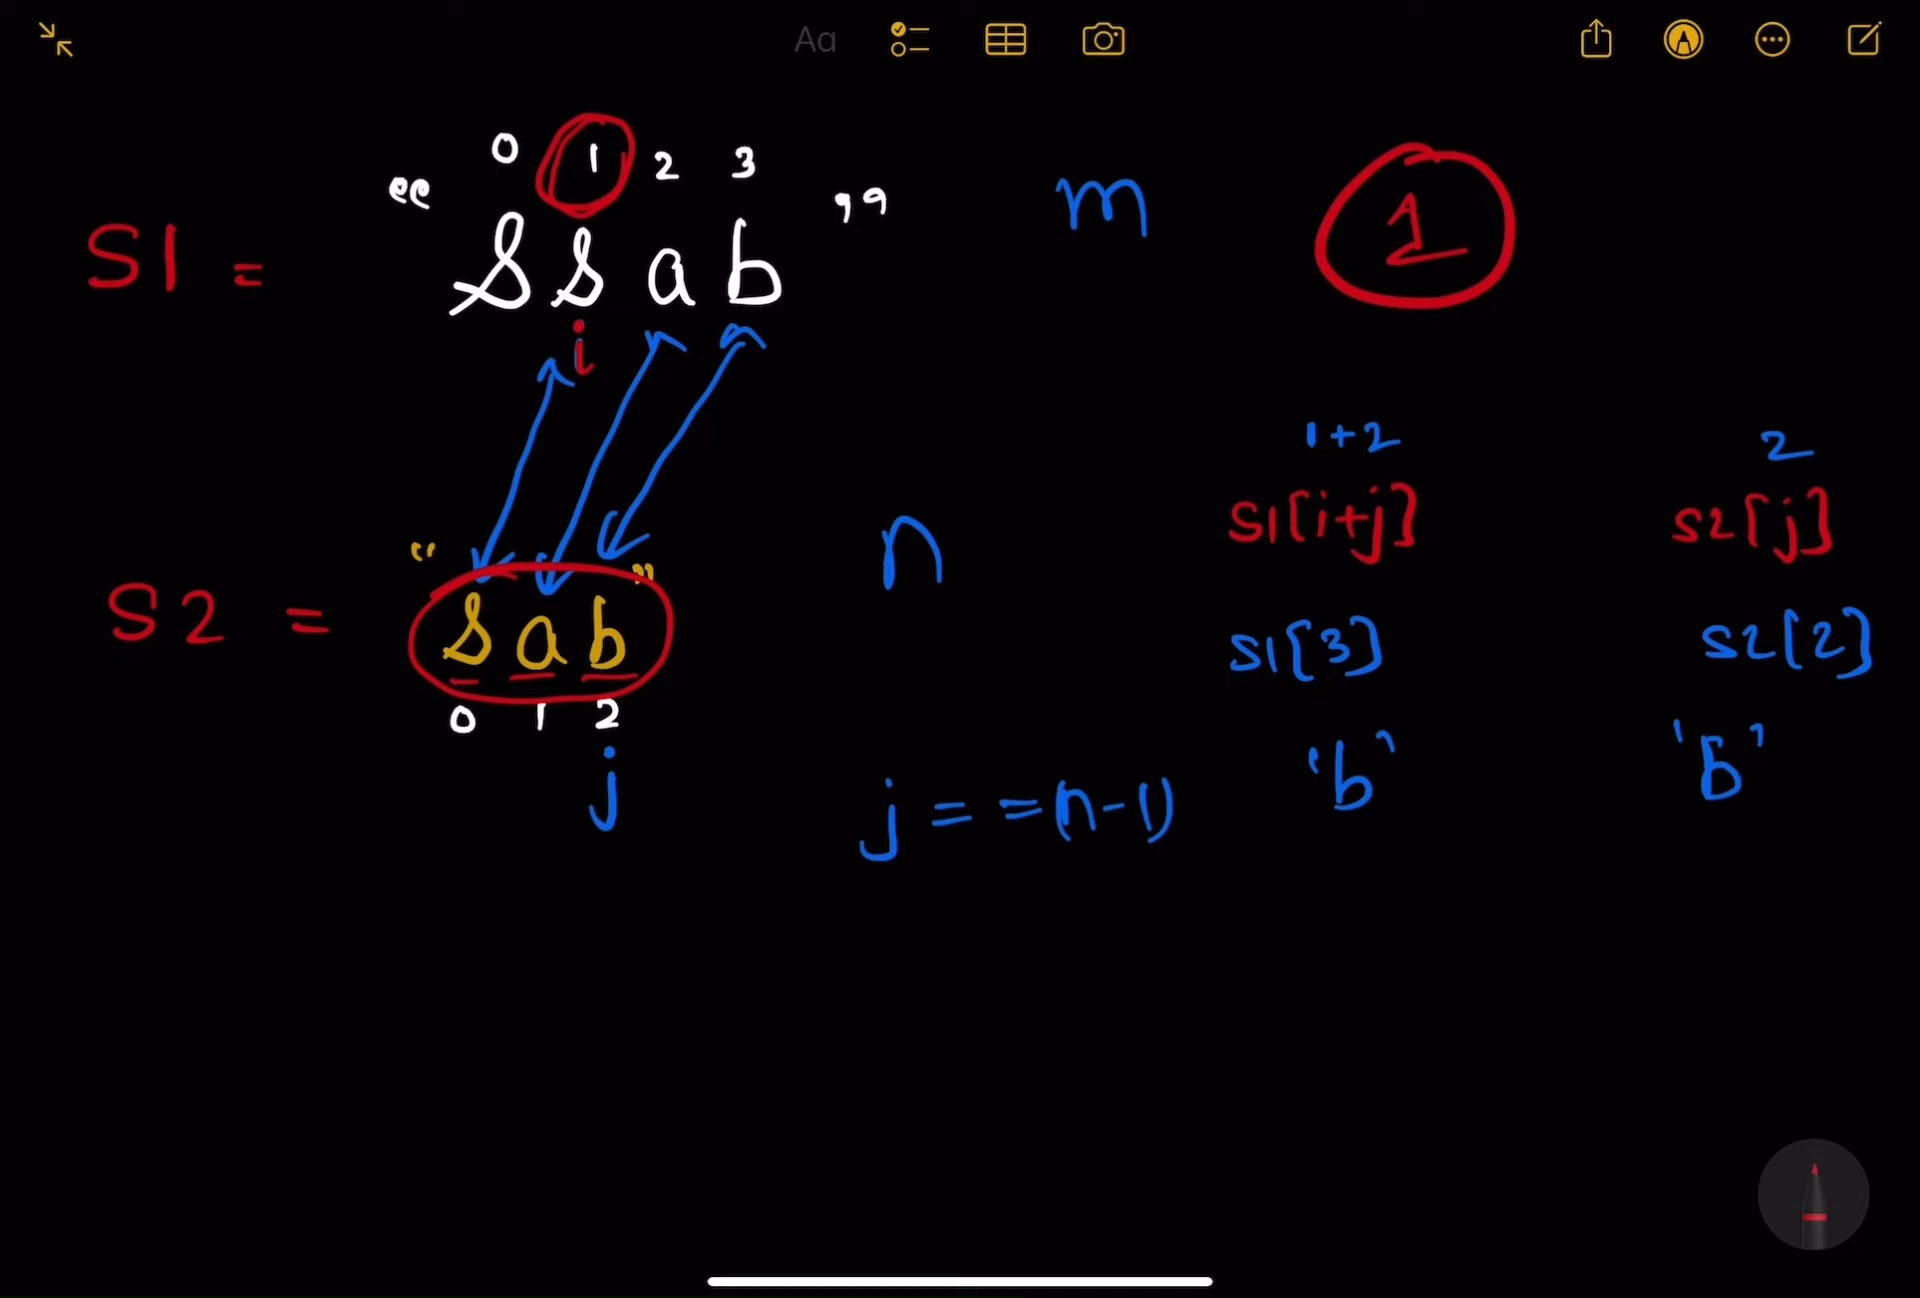 Aa
0 1 2 3
S1 = "ssab" m 1
i
1+2 2
n S1[i+j] S2[j]
S2 = "sab" S1[3] S2[2]
0 1 2
j j==(n-1) 'b' 'b'